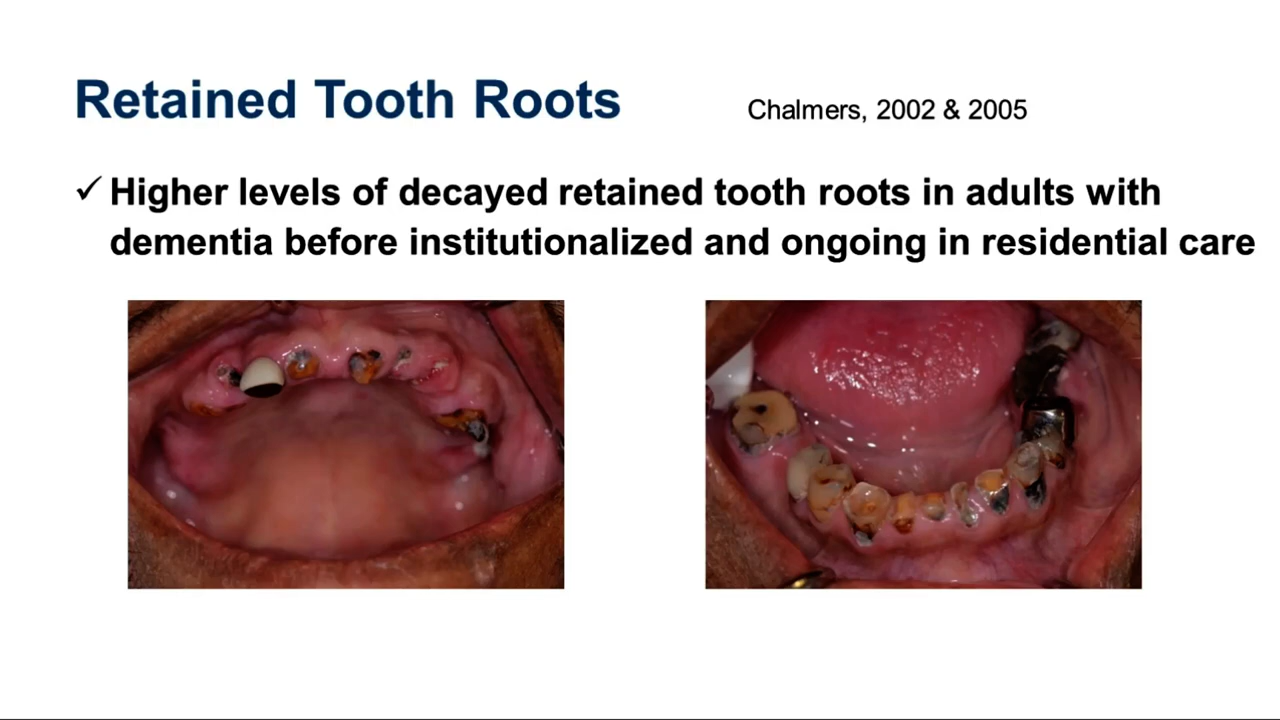 Retained Tooth Roots
Chalmers, 2002 & 2005
✓ Higher levels of decayed retained tooth roots in adults with
dementia before institutionalized and ongoing in residential care